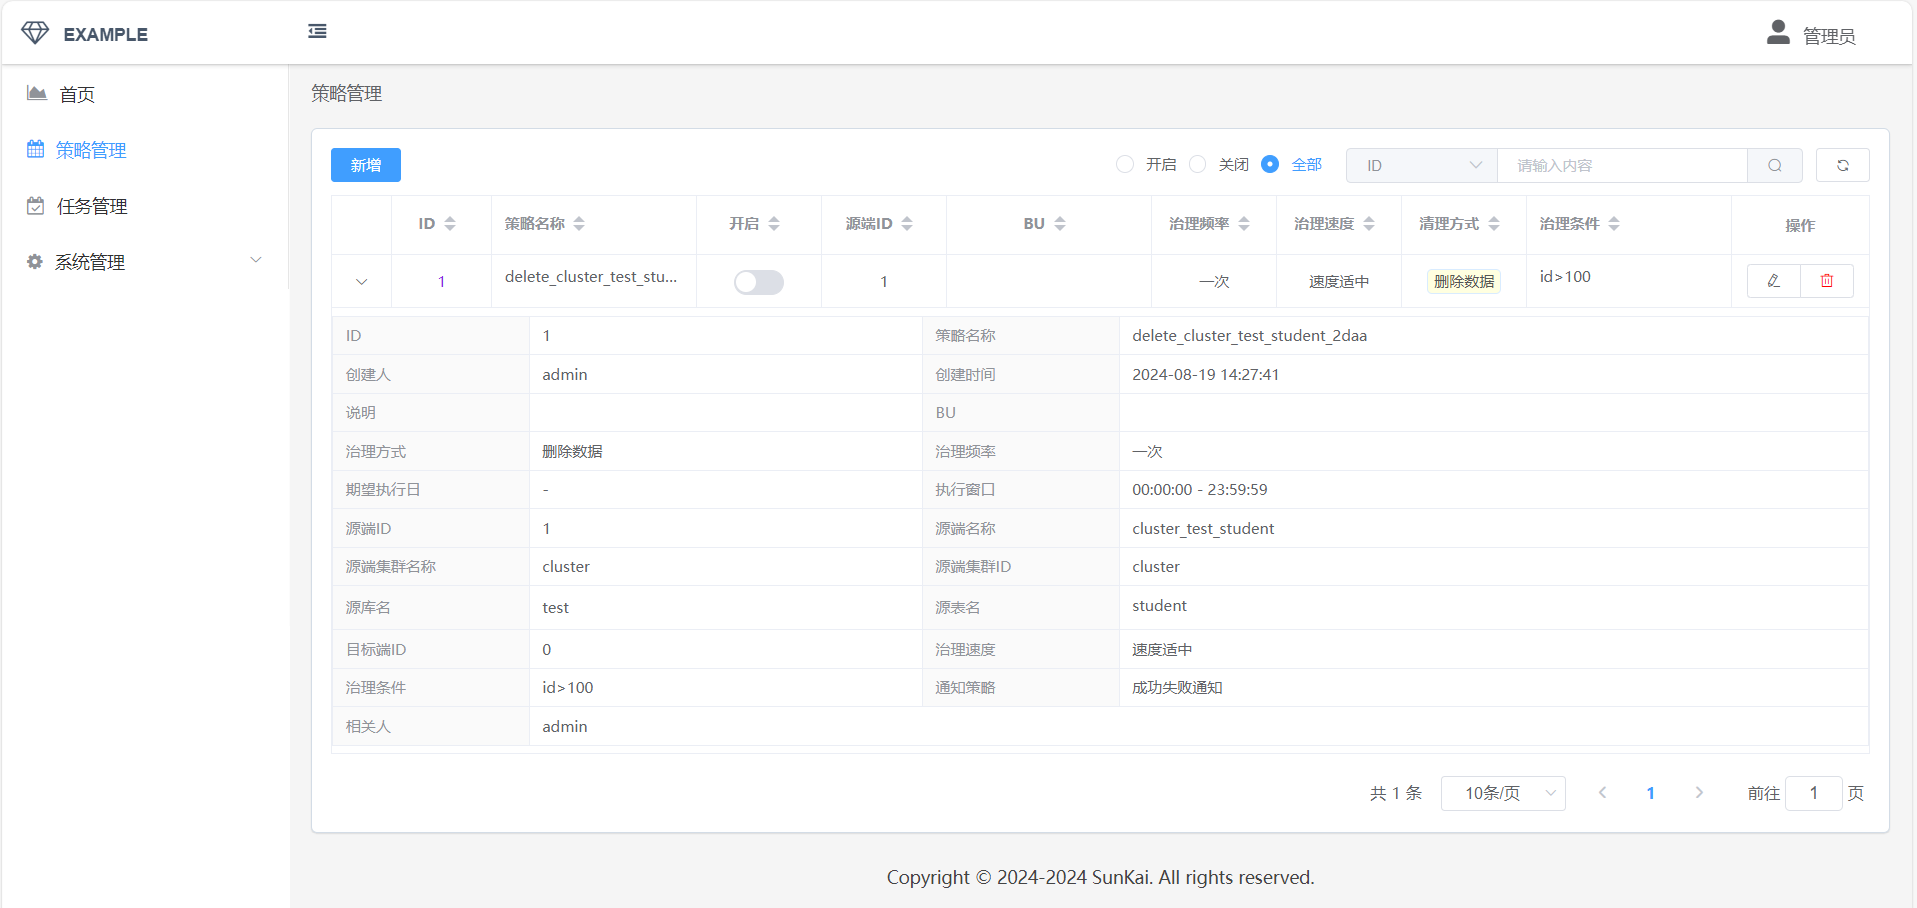 EXAMPLE
管理员
首页
策略管理
任务管理
系统管理
策略管理
新增
开启 关闭 全部 ID 请输入内容
ID 策略名称 开启 源端ID BU 治理频率 治理速度 清理方式 治理条件 操作
1 delete_cluster_test_stu... 1 一次 速度适中 删除数据 id>100
ID 1 策略名称 delete_cluster_test_student_2daa
创建人 admin 创建时间 2024-08-19 14:27:41
说明 BU
治理方式 删除数据 治理频率 一次
期望执行日 - 执行窗口 00:00:00 - 23:59:59
源端ID 1 源端名称 cluster_test_student
源端集群名称 cluster 源端集群ID cluster
源库名 test 源表名 student
目标端ID 0 治理速度 速度适中
治理条件 id>100 通知策略 成功失败通知
相关人 admin
共 1 条 10条/页 1 前往 1 页
Copyright © 2024-2024 SunKai. All rights reserved.